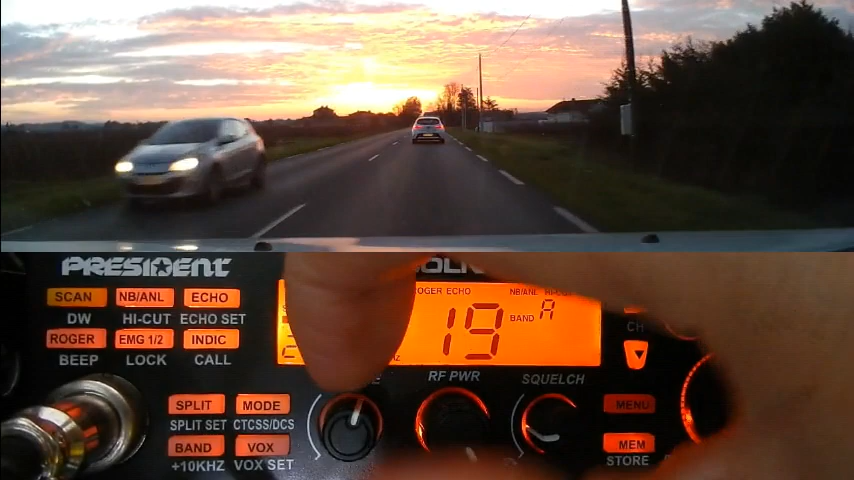 PRESIDENT
SCAN NB/ANL ECHO
DW HI-CUT ECHO SET
ROGER EMG 1/2 INDIC
BEEP LOCK CALL
SPLIT MODE
SPLIT SET CTCSS/DCS
BAND VOX
+10KHZ VOX SET
ROGER ECHO NB/ANL HI-CUT
19 BAND A
RF PWR SQUELCH
CH
MENU
MEM
STORE